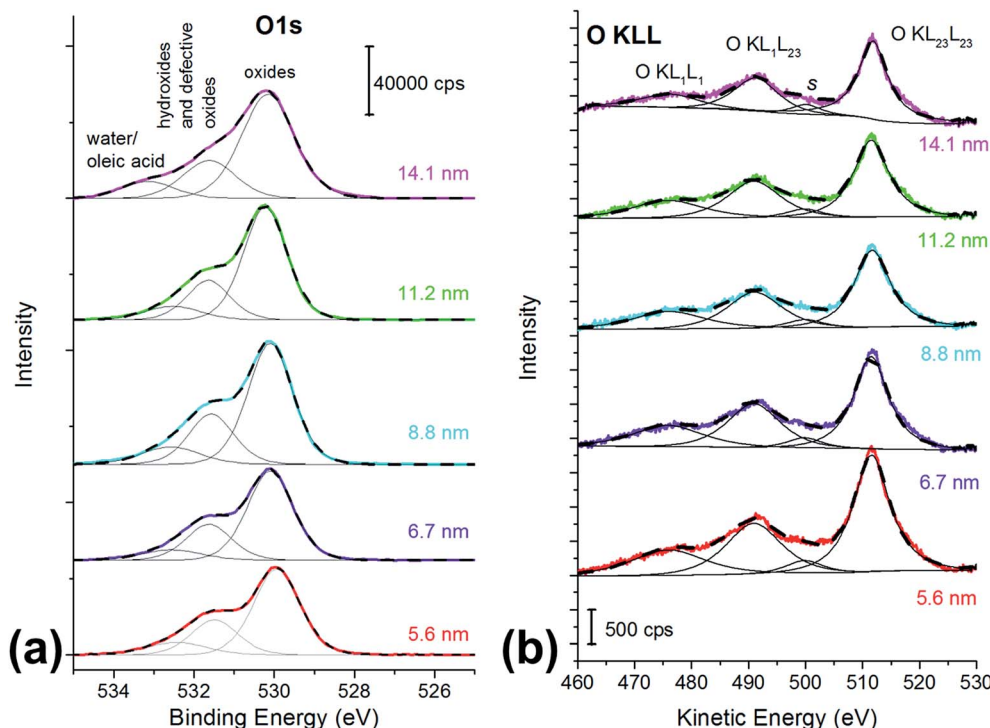 O1s
40000 cps
oxides
hydroxides
and defective
oxides
water/
oleic acid
14.1 nm
11.2 nm
8.8 nm
6.7 nm
5.6 nm
Intensity
(a)
534 532 530 528 526
Binding Energy (eV)
O KLL
O KL₁L₁
O KL₁L₂₃
s
O KL₂₃L₂₃
14.1 nm
11.2 nm
8.8 nm
6.7 nm
5.6 nm
500 cps
Intensity
(b)
460 470 480 490 500 510 520 530
Kinetic Energy (eV)